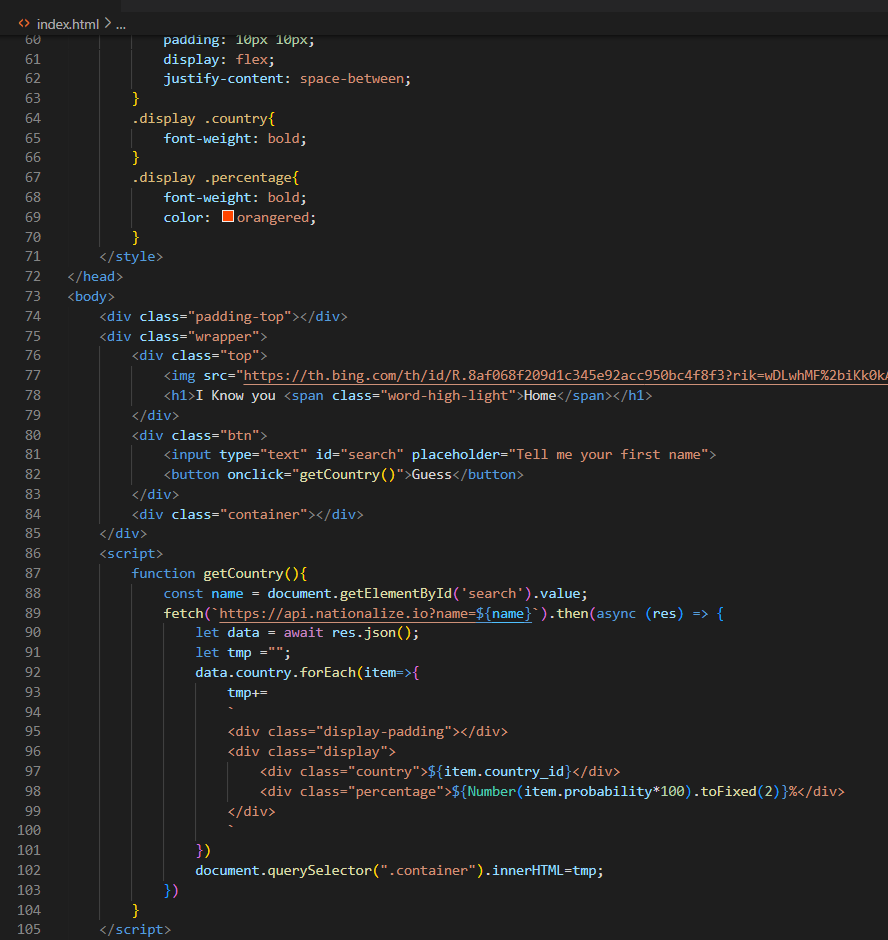 index.html > ...
60 padding: 10px 10px;
61 display: flex;
62 justify-content: space-between;
63 }
64 .display .country{
65 font-weight: bold;
66 }
67 .display .percentage{
68 font-weight: bold;
69 color: orangered;
70 }
71 </style>
72 </head>
73 <body>
74 <div class="padding-top"></div>
75 <div class="wrapper">
76 <div class="top">
77 <img src="https://th.bing.com/th/id/R.8af068f209d1c345e92acc950bc4f8f3?rik=wDLwhMF%2biKk0kA
78 <h1>I Know you <span class="word-high-light">Home</span></h1>
79 </div>
80 <div class="btn">
81 <input type="text" id="search" placeholder="Tell me your first name">
82 <button onclick="getCountry()">Guess</button>
83 </div>
84 <div class="container"></div>
85 </div>
86 <script>
87 function getCountry(){
88 const name = document.getElementById('search').value;
89 fetch(`https://api.nationalize.io?name=${name}`).then(async (res) => {
90 let data = await res.json();
91 let tmp ="";
92 data.country.forEach(item=>{
93 tmp+=
94 `
95 <div class="display-padding"></div>
96 <div class="display">
97 <div class="country">${item.country_id}</div>
98 <div class="percentage">${Number(item.probability*100).toFixed(2)}%</div>
99 </div>
100 `
101 })
102 document.querySelector(".container").innerHTML=tmp;
103 })
104 }
105 </script>